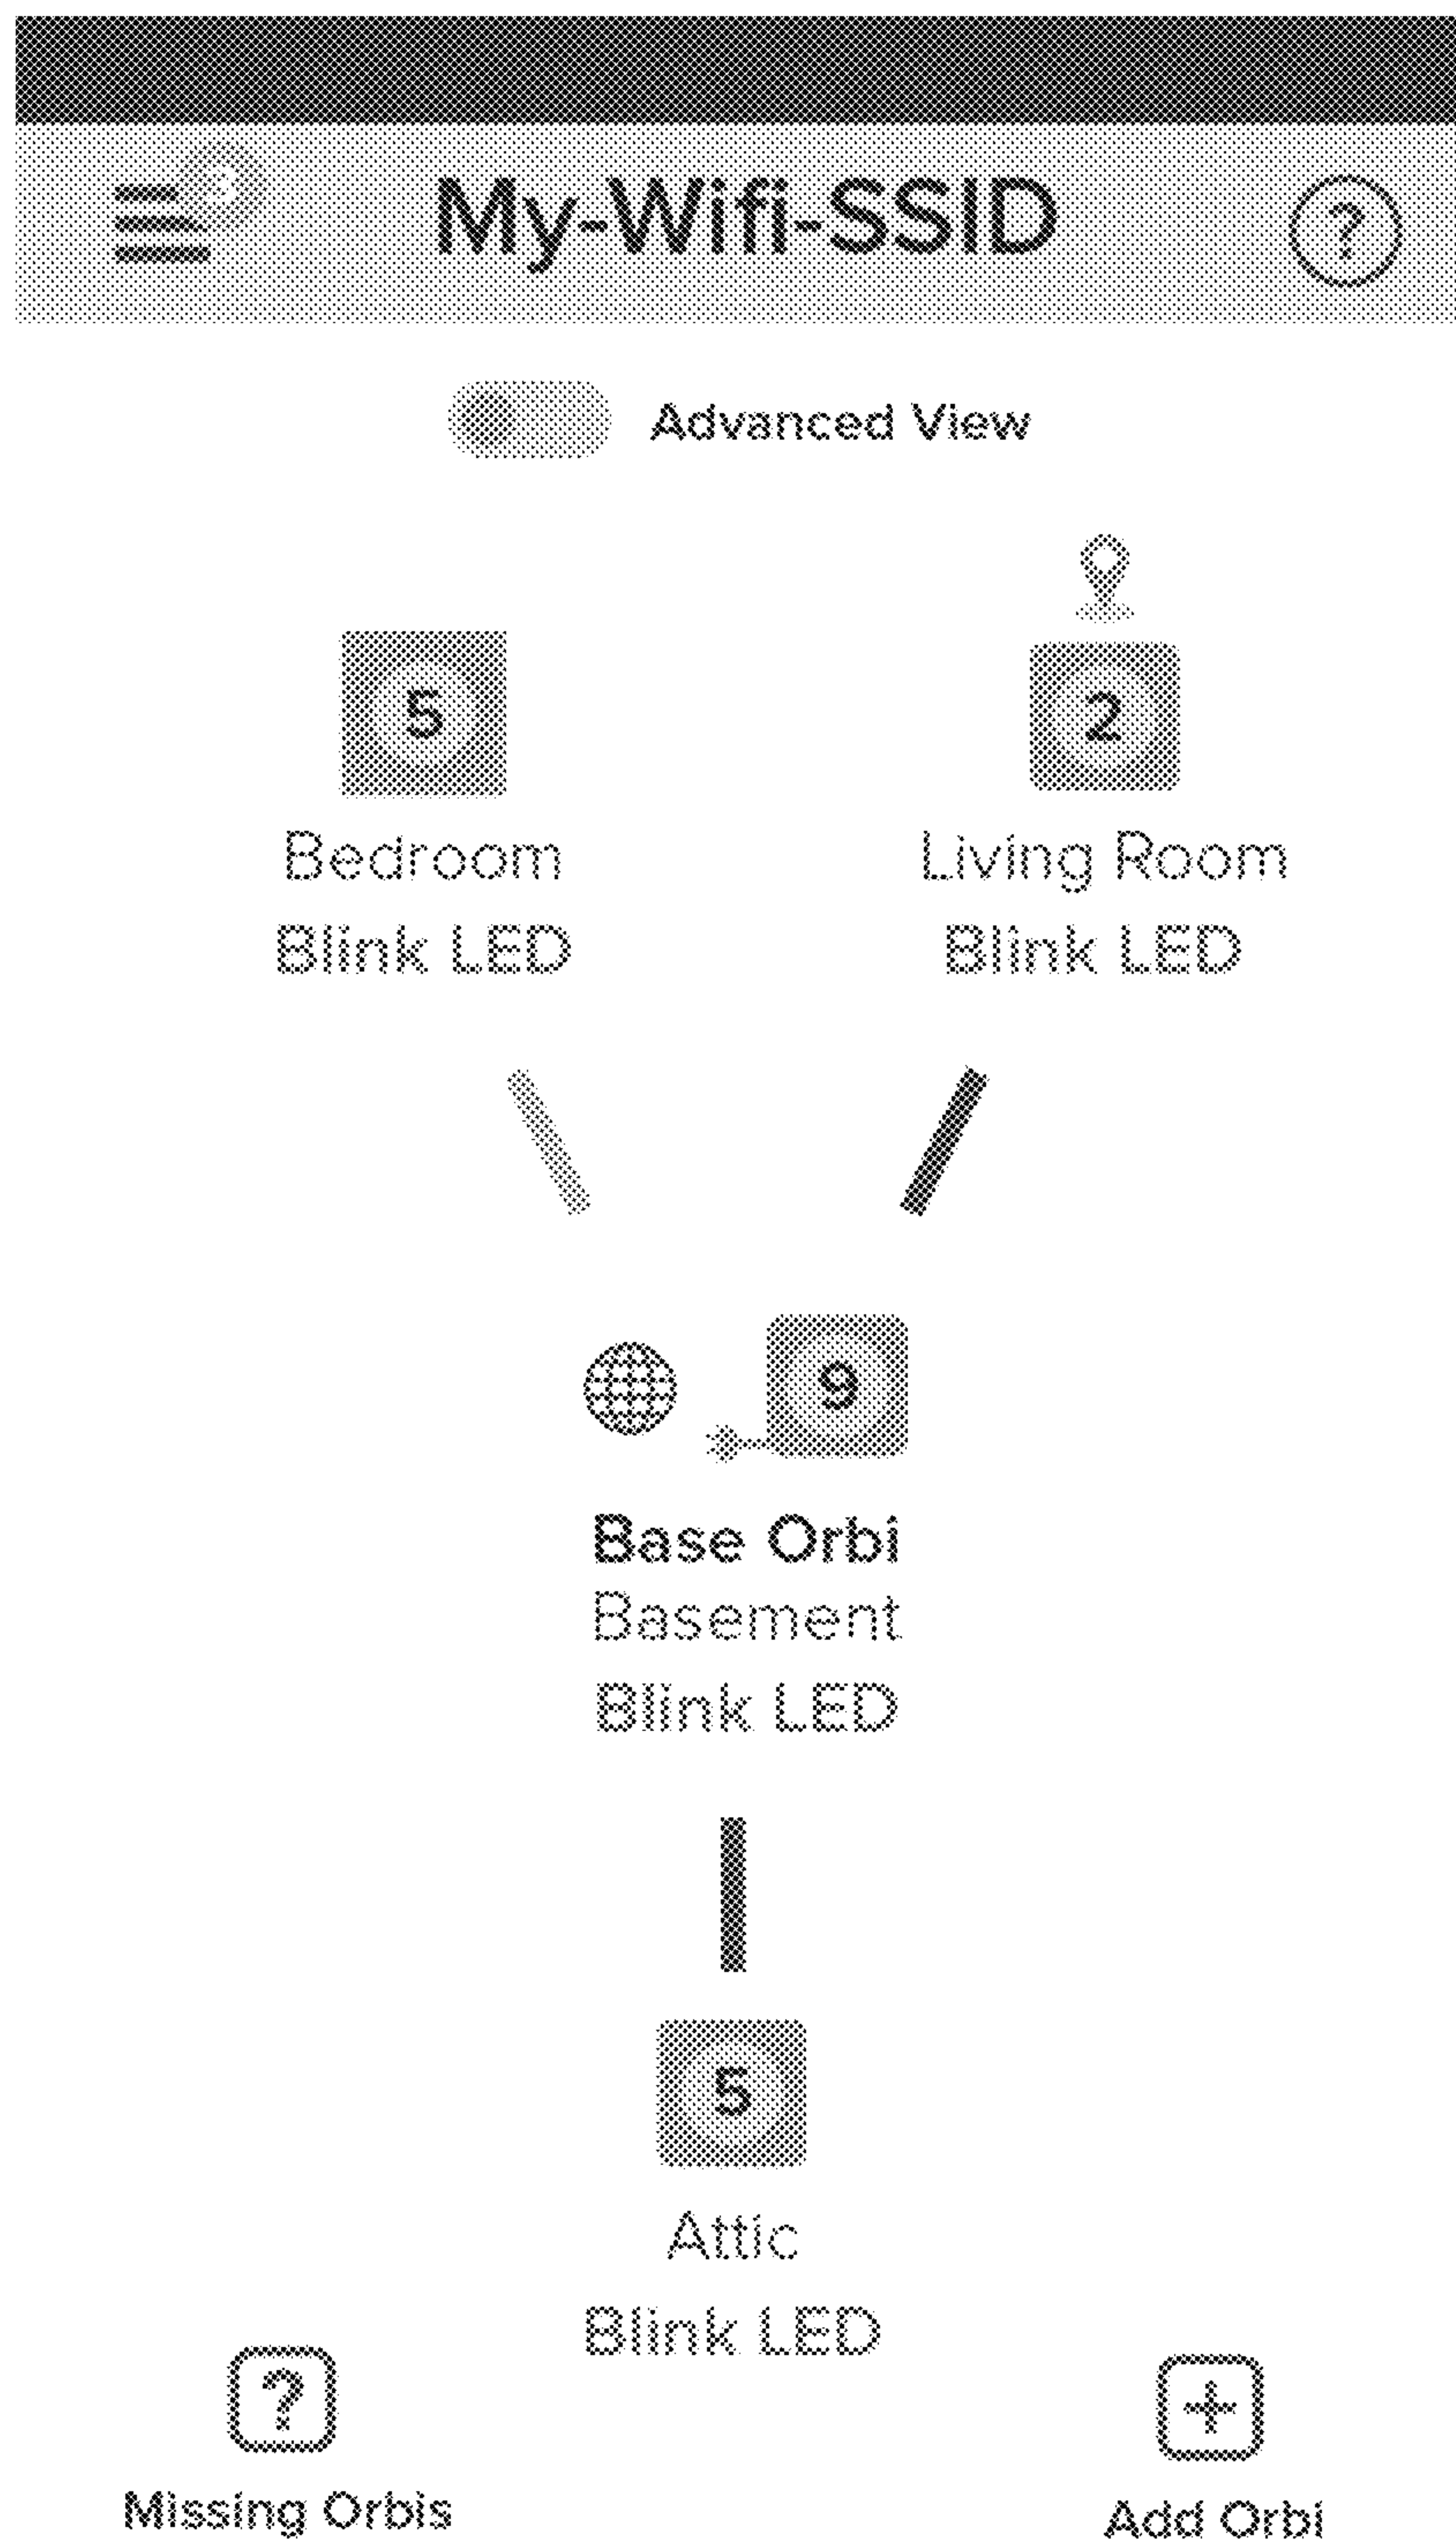 My-Wifi-SSID
?
Advanced View
5
2
Bedroom
Living Room
Blink LED
Blink LED
9
Base Orbi
Basement
Blink LED
5
Attic
Blink LED
?
+
Missing Orbis
Add Orbi